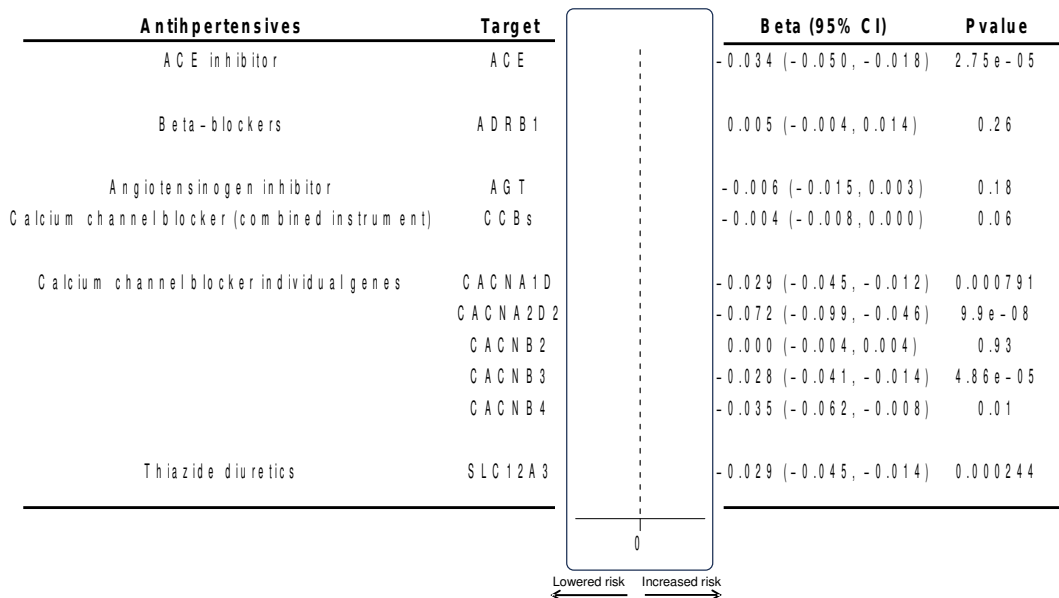 Antihpertensives Target Beta (95% CI) Pvalue
ACE inhibitor ACE -0.034 (-0.050, -0.018) 2.75e-05
Beta-blockers ADRB1 0.005 (-0.004, 0.014) 0.26
Angiotensinogen inhibitor AGT -0.006 (-0.015, 0.003) 0.18
Calcium channel blocker (combined instrument) CCBs -0.004 (-0.008, 0.000) 0.06
Calcium channel blocker individual genes CACNA1D -0.029 (-0.045, -0.012) 0.000791
CACNA2D2 -0.072 (-0.099, -0.046) 9.9e-08
CACNB2 0.000 (-0.004, 0.004) 0.93
CACNB3 -0.028 (-0.041, -0.014) 4.86e-05
CACNB4 -0.035 (-0.062, -0.008) 0.01
Thiazide diuretics SLC12A3 -0.029 (-0.045, -0.014) 0.000244
0
Lowered risk Increased risk